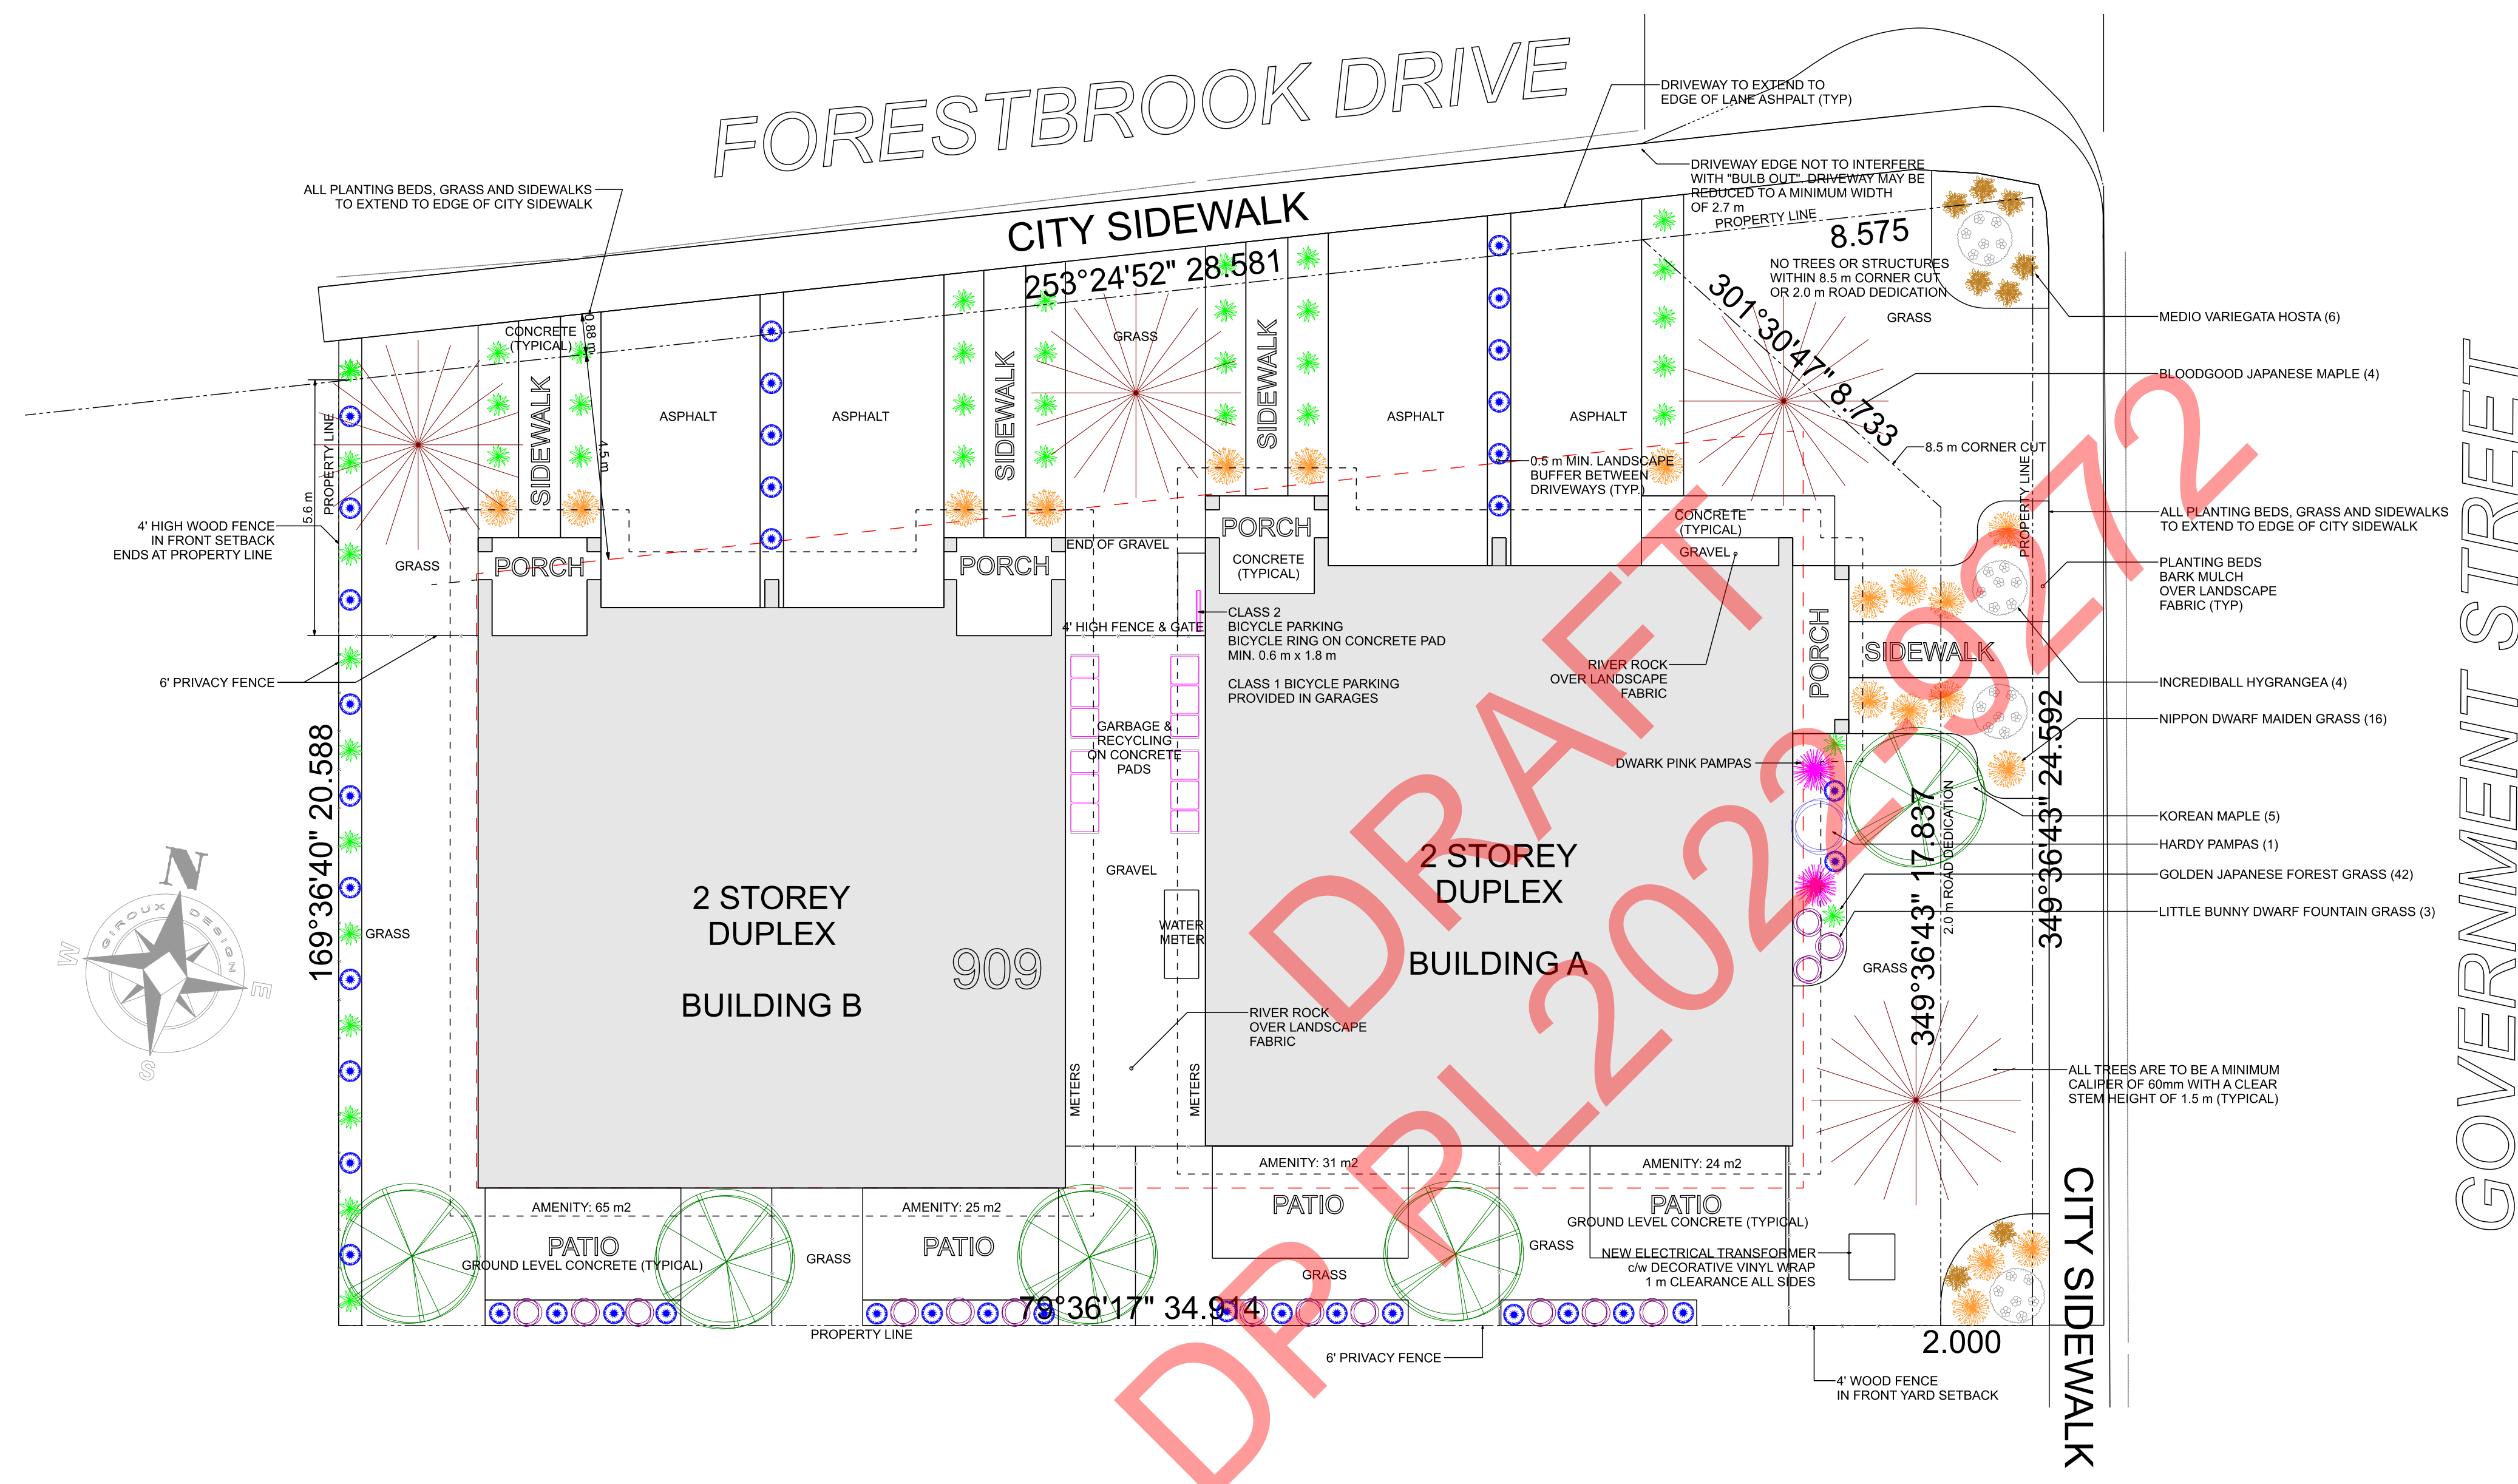 FORESTBROOK DRIVE
DRIVEWAY TO EXTEND TO
EDGE OF LANE ASHPALT (TYP)
DRIVEWAY EDGE NOT TO INTERFERE
WITH "BULB OUT". DRIVEWAY MAY BE
REDUCED TO A MINIMUM WIDTH
OF 2.7 m
ALL PLANTING BEDS, GRASS AND SIDEWALKS
TO EXTEND TO EDGE OF CITY SIDEWALK
CITY SIDEWALK
253°24'52" 28.581
PROPERTY LINE
8.575
NO TREES OR STRUCTURES
WITHIN 8.5 m CORNER CUT
OR 2.0 m ROAD DEDICATION
301°30'47" 8.733
GRASS
MEDIO VARIEGATA HOSTA (6)
BLOODGOOD JAPANESE MAPLE (4)
8.5 m CORNER CUT
PROPERTY LINE
ALL PLANTING BEDS, GRASS AND SIDEWALKS
TO EXTEND TO EDGE OF CITY SIDEWALK
PLANTING BEDS
BARK MULCH
OVER LANDSCAPE
FABRIC (TYP)
INCREDIBALL HYGRANGEA (4)
NIPPON DWARF MAIDEN GRASS (16)
KOREAN MAPLE (5)
HARDY PAMPAS (1)
GOLDEN JAPANESE FOREST GRASS (42)
LITTLE BUNNY DWARF FOUNTAIN GRASS (3)
ALL TREES ARE TO BE A MINIMUM
CALIPER OF 60mm WITH A CLEAR
STEM HEIGHT OF 1.5 m (TYPICAL)
GOVERNMENT STREET
CITY SIDEWALK
CONCRETE
(TYPICAL)
0.88 m
4.5 m
5.6 m
PROPERTY LINE
SIDEWALK
ASPHALT
ASPHALT
SIDEWALK
GRASS
SIDEWALK
ASPHALT
ASPHALT
0.5 m MIN. LANDSCAPE
BUFFER BETWEEN
DRIVEWAYS (TYP.)
4' HIGH WOOD FENCE
IN FRONT SETBACK
ENDS AT PROPERTY LINE
GRASS
PORCH
PORCH
END OF GRAVEL
PORCH
CONCRETE
(TYPICAL)
CONCRETE
(TYPICAL)
GRAVEL
4' HIGH FENCE & GATE
CLASS 2
BICYCLE PARKING
BICYCLE RING ON CONCRETE PAD
MIN. 0.6 m x 1.8 m
CLASS 1 BICYCLE PARKING
PROVIDED IN GARAGES
RIVER ROCK
OVER LANDSCAPE
FABRIC
PORCH
SIDEWALK
6' PRIVACY FENCE
GARBAGE &
RECYCLING
ON CONCRETE
PADS
DWARK PINK PAMPAS
169°36'40" 20.588
GRASS
GRAVEL
WATER
METER
2 STOREY
DUPLEX
BUILDING B
909
2 STOREY
DUPLEX
BUILDING A
349°36'43" 17.837
2.0 m ROAD DEDICATION
349°36'43" 24.592
GRASS
RIVER ROCK
OVER LANDSCAPE
FABRIC
METERS
METERS
N
E
S
W
GIROUX DESIGN
AMENITY: 65 m2
PATIO
GROUND LEVEL CONCRETE (TYPICAL)
GRASS
AMENITY: 25 m2
PATIO
AMENITY: 31 m2
PATIO
GRASS
AMENITY: 24 m2
PATIO
GROUND LEVEL CONCRETE (TYPICAL)
GRASS
NEW ELECTRICAL TRANSFORMER
c/w DECORATIVE VINYL WRAP
1 m CLEARANCE ALL SIDES
79°36'17" 34.914
PROPERTY LINE
6' PRIVACY FENCE
2.000
4' WOOD FENCE
IN FRONT YARD SETBACK
DRAFT
DP PL2022-9272